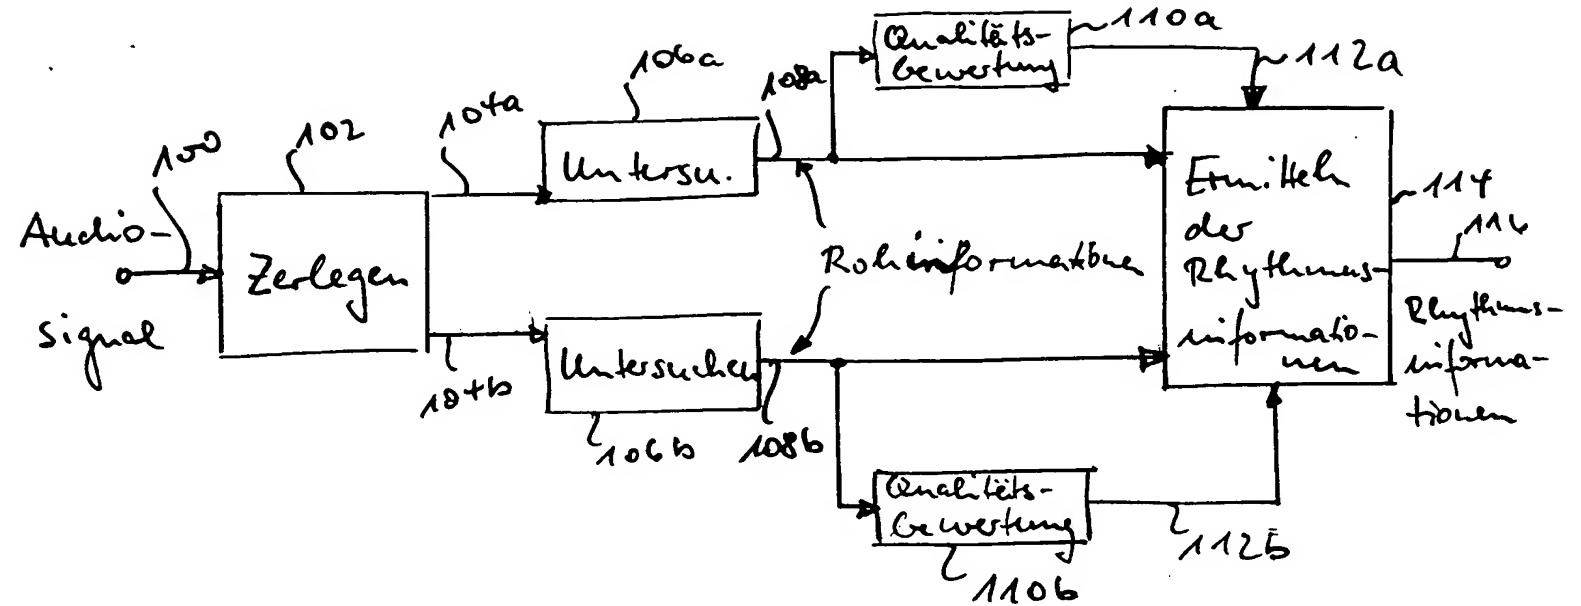 100
Audio-
signal
102
Zerlegen
104a
104b
106a
Untersu.
108a
Untersuchen
106b
108b
Rohinformationen
Qualitäts-
bewertung
110a
112a
Qualitäts-
bewertung
110b
112b
Ermitteln
der
Rhythmus-
informatio-
nen
114
116
Rhythmus-
informa-
tionen